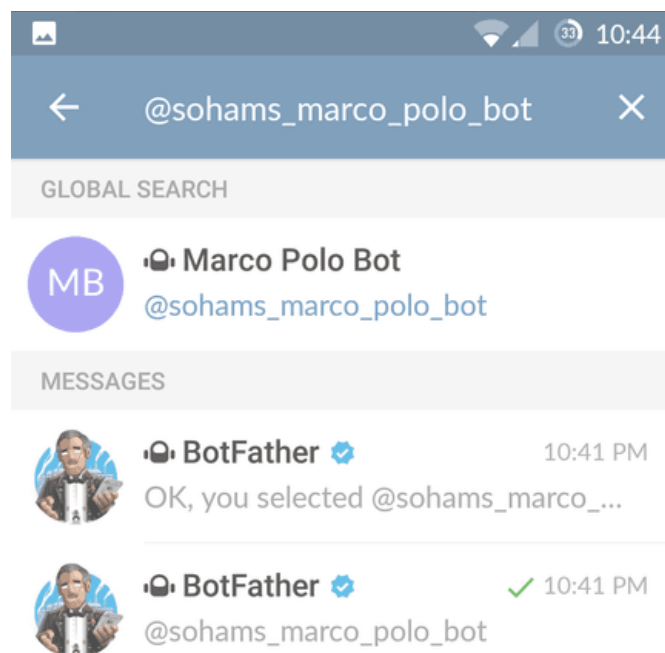 33 10:44
@sohams_marco_polo_bot
GLOBAL SEARCH
MB
Marco Polo Bot
@sohams_marco_polo_bot
MESSAGES
BotFather 10:41 PM
OK, you selected @sohams_marco_...
BotFather 10:41 PM
@sohams_marco_polo_bot